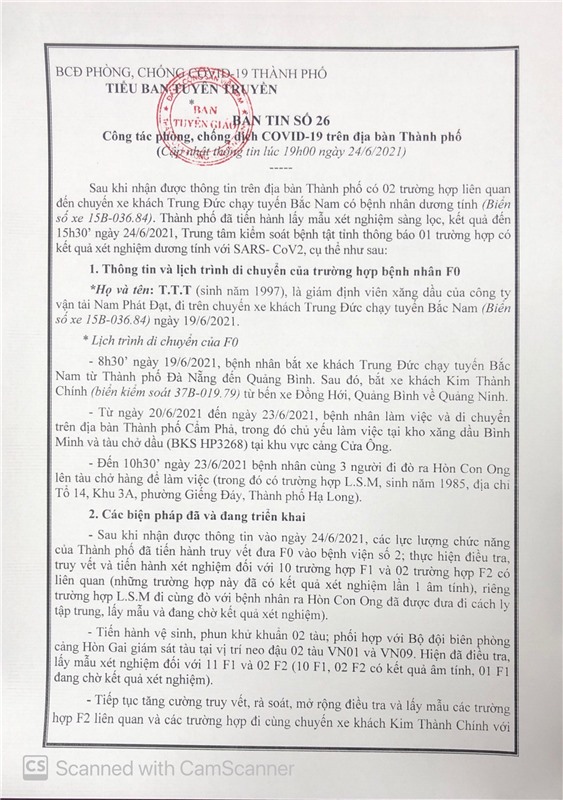 BCĐ PHÒNG, CHỐNG COVID-19 THÀNH PHỐ
TIỂU BAN TUYÊN TRUYỀN
*
BAN
TUYÊN GIÁO
BẢN TIN SỐ 26
Công tác phòng, chống dịch COVID-19 trên địa bàn Thành phố
(Cập nhật thông tin lúc 19h00 ngày 24/6/2021)
-----
Sau khi nhận được thông tin trên địa bàn Thành phố có 02 trường hợp liên quan
đến chuyến xe khách Trung Đức chạy tuyến Bắc Nam có bệnh nhân dương tính (Biển
số xe 15B-036.84). Thành phố đã tiến hành lấy mẫu xét nghiệm sàng lọc, kết quả đến
15h30’ ngày 24/6/2021, Trung tâm kiểm soát bệnh tật tỉnh thông báo 01 trường hợp có
kết quả xét nghiệm dương tính với SARS- CoV2, cụ thể như sau:
1. Thông tin và lịch trình di chuyển của trường hợp bệnh nhân F0
*Họ và tên: T.T.T (sinh năm 1997), là giám định viên xăng dầu của công ty
vận tải Nam Phát Đạt, đi trên chuyến xe khách Trung Đức chạy tuyến Bắc Nam (Biển
số xe 15B-036.84) ngày 19/6/2021.
* Lịch trình di chuyển của F0
- 8h30’ ngày 19/6/2021, bệnh nhân bắt xe khách Trung Đức chạy tuyến Bắc
Nam từ Thành phố Đà Nẵng đến Quảng Bình. Sau đó, bắt xe khách Kim Thành
Chính (biển kiểm soát 37B-019.79) từ bến xe Đồng Hới, Quảng Bình về Quảng Ninh.
- Từ ngày 20/6/2021 đến ngày 23/6/2021, bệnh nhân làm việc và di chuyển
trên địa bàn Thành phố Cẩm Phả, trong đó chủ yếu làm việc tại kho xăng dầu Bình
Minh và tàu chở dầu (BKS HP3268) tại khu vực cảng Cửa Ông.
- Đến 10h30’ ngày 23/6/2021 bệnh nhân cùng 3 người đi đò ra Hòn Con Ong
lên tàu chở hàng để làm việc (trong đó có trường hợp L.S.M, sinh năm 1985, địa chỉ
Tổ 14, Khu 3A, phường Giếng Đáy, Thành phố Hạ Long).
2. Các biện pháp đã và đang triển khai
- Sau khi nhận được thông tin vào ngày 24/6/2021, các lực lượng chức năng
của Thành phố đã tiến hành truy vết đưa F0 vào bệnh viện số 2; thực hiện điều tra,
truy vết và tiến hành xét nghiệm đối với 10 trường hợp F1 và 02 trường hợp F2 có
liên quan (những trường hợp này đã có kết quả xét nghiệm lần 1 âm tính), riêng
trường hợp L.S.M đi cùng đò với bệnh nhân ra Hòn Con Ong đã được đưa đi cách ly
tập trung, lấy mẫu và đang chờ kết quả xét nghiệm).
- Tiến hành vệ sinh, phun khử khuẩn 02 tàu; phối hợp với Bộ đội biên phòng
cảng Hòn Gai giám sát tàu tại vị trí neo đậu 02 tàu VN01 và VN09. Hiện đã điều tra,
lấy mẫu xét nghiệm đối với 11 F1 và 02 F2 (10 F1, 02 F2 có kết quả âm tính, 01 F1
đang chờ kết quả xét nghiệm).
- Tiếp tục tăng cường truy vết, rà soát, mở rộng điều tra và lấy mẫu các trường
hợp F2 liên quan và các trường hợp đi cùng chuyến xe khách Kim Thành Chính với
CS Scanned with CamScanner